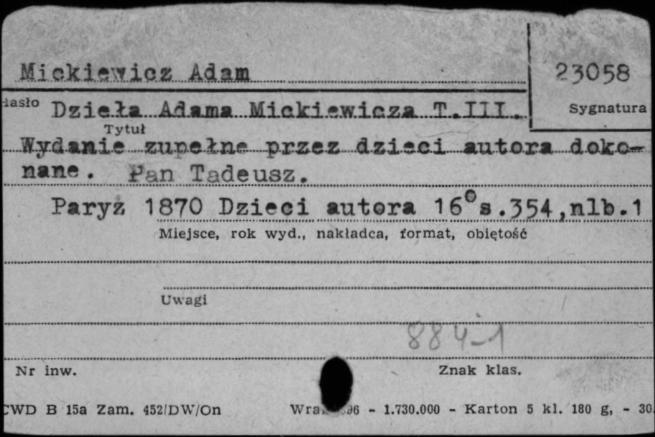 Mickiewicz Adam
23058
Hasło
Sygnatura
Dzieła Adama Mickiewicza T.III.
Tytuł
Wydanie zupełne przez dzieci autora doko-
nane. Pan Tadeusz.
Paryż 1870 Dzieci autora 16° s.354,nlb.1
Miejsce, rok wyd., nakładca, format, objętość
Uwagi
884-1
Nr inw.
Znak klas.
CWD B 15a Zam. 452/DW/On
- 1.730.000 - Karton 5 kl. 180 g, - 30.